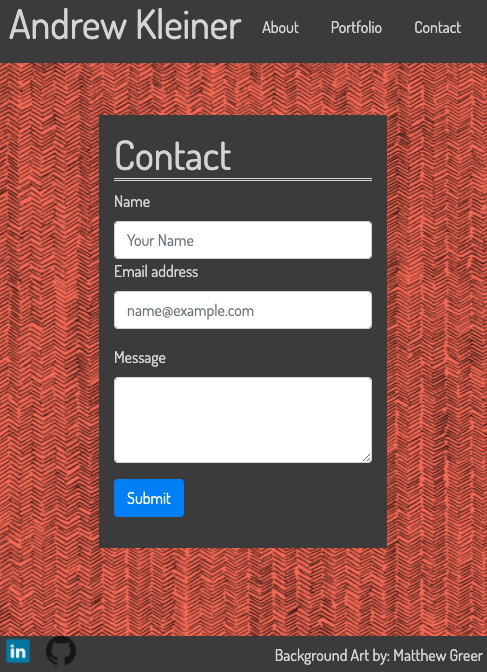 Andrew Kleiner About Portfolio Contact
Contact
Name
Your Name
Email address
name@example.com
Message
Submit
in Background Art by: Matthew Greer